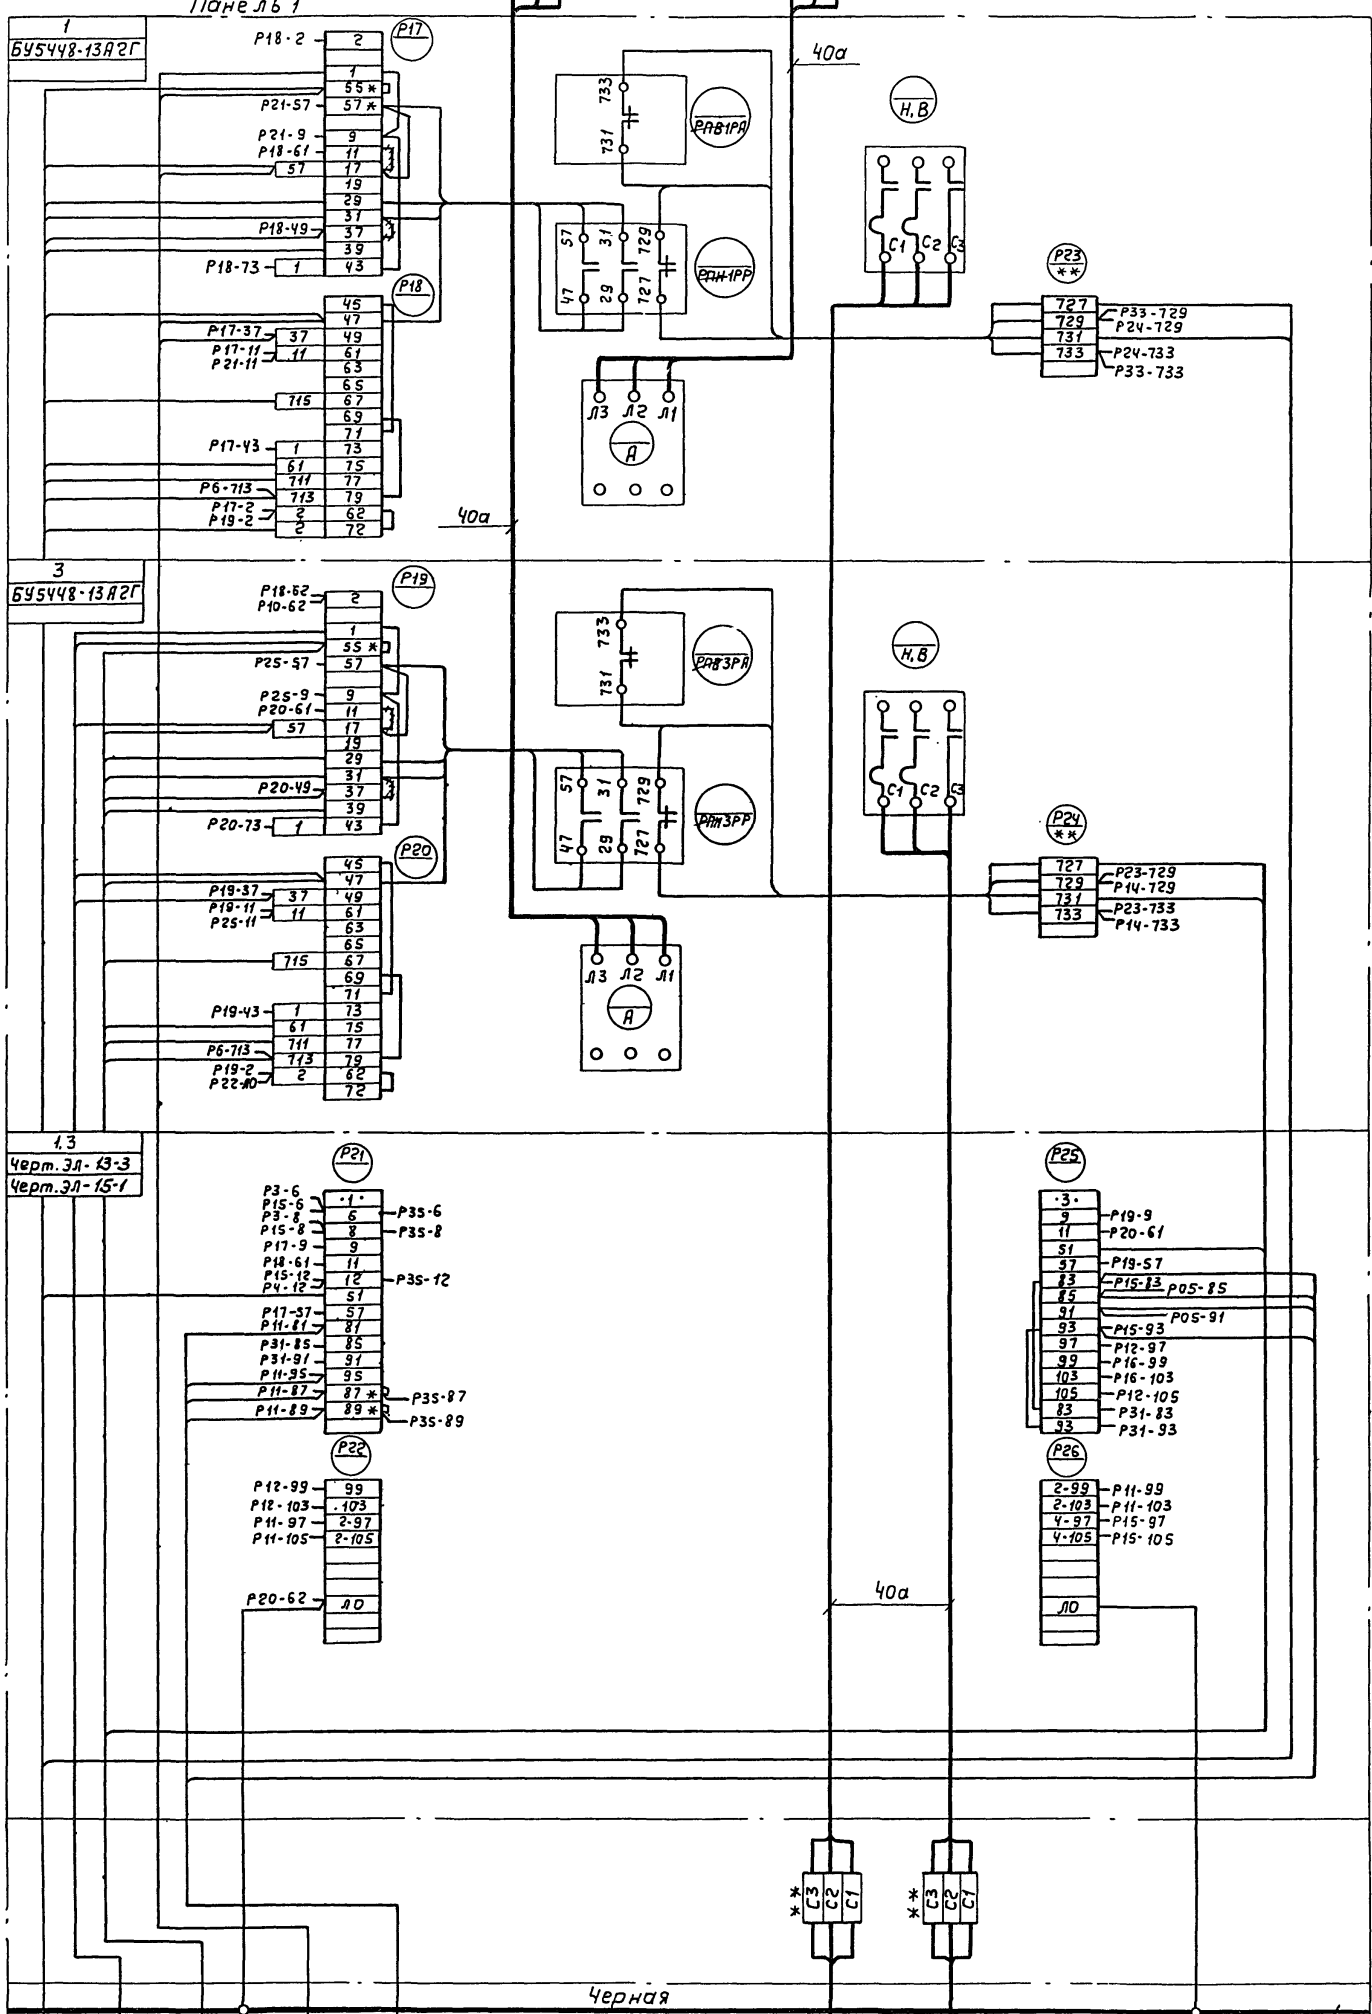 Панель 1
1
БУ5448-13А2Г
Р17
Р18-2 2
1
55 *
Р21-57 57 *
Р21-9 9
Р18-61 11
57 17
19
29
31
Р18-49 37
39
Р18-73 1 43
Р18
45
47
Р17-37 37 49
Р17-11 11 61
Р21-11
63
65
715 67
69
71
Р17-43 1 73
61 75
711 77
Р6-713 713 79
Р17-2 2 62
Р19-2
2 72
40а
40а
733
731
РАВ1РА
57 31 729
47 29 727
РПН1РР
Л3 Л2 Л1
А
Н,В
С1 С2 С3
Р23
**
727
729 Р33-729
Р24-729
731
733 Р24-733
Р33-733
3
БУ5448-13А2Г
Р19
Р18-62 2
Р10-62
1
55 *
Р25-57 57
Р25-9 9
Р20-61 11
57 17
19
29
31
Р20-49 37
39
Р20-73 1 43
Р20
45
47
Р19-37 37 49
Р19-11 11 61
Р25-11
63
65
715 67
69
71
Р19-43 1 73
61 75
711 77
Р6-713 713 79
Р19-2 2 62
Р22-Л0
72
733
731
РАВ3РА
57 31 729
47 29 727
РПН3РР
Л3 Л2 Л1
А
Н,В
С1 С2 С3
Р24
**
727
729 Р23-729
Р14-729
731
733 Р23-733
Р14-733
1,3
Черт. ЭЛ-13-3
Черт. ЭЛ-15-1
Р21
·1·
Р3-6
Р15-6 6 Р35-6
Р3-8
Р15-8 8 Р35-8
Р17-9 9
Р18-61 11
Р15-12 12 Р35-12
Р4-12
51
Р17-57 57
Р11-81 81
Р31-85 85
Р31-91 91
Р11-95 95
Р11-87 87 * Р35-87
Р11-89 89 * Р35-89
Р22
Р12-99 99
Р12-103 103
Р11-97 2-97
Р11-105 2-105
Р20-62 Л0
Р25
·3·
9 Р19-9
11 Р20-61
51
57 Р19-57
83 Р15-83
85 Р05-85
91 Р05-91
93 Р15-93
97 Р12-97
99 Р16-99
103 Р16-103
105 Р12-105
83 Р31-83
93 Р31-93
Р26
2-99 Р11-99
2-103 Р11-103
4-97 Р15-97
4-105 Р15-105
Л0
40а
** С3 С2 С1
** С3 С2 С1
Черная